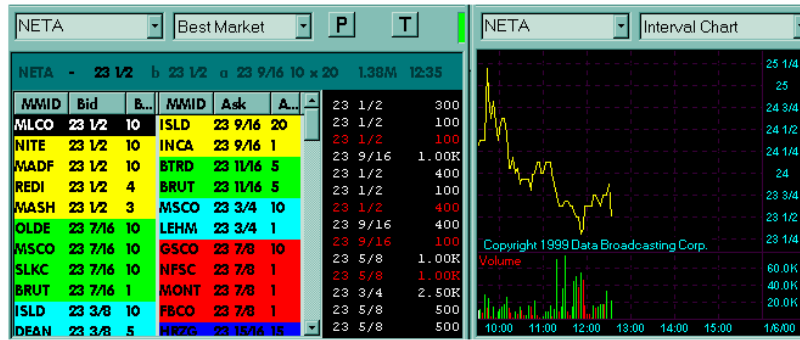 NETA Best Market P T NETA Interval Chart
NETA - 23 1/2 b 23 1/2 a 23 9/16 10 x 20 1.38M 12:35
MMID Bid B... MMID Ask A...
MLCO 23 1/2 10 ISLD 23 9/16 20
NITE 23 1/2 10 INCA 23 9/16 1
MADF 23 1/2 10 BTRD 23 11/16 5
REDI 23 1/2 4 BRUT 23 11/16 5
MASH 23 1/2 3 MSCO 23 3/4 10
OLDE 23 7/16 10 LEHM 23 3/4 1
MSCO 23 7/16 10 GSCO 23 7/8 10
SLKC 23 7/16 10 NFSC 23 7/8 1
BRUT 23 7/16 1 MONT 23 7/8 1
ISLD 23 3/8 10 FBCO 23 7/8 1
DEAN 23 3/8 5 HRZG 23 15/16 15
23 1/2 300
23 1/2 100
23 1/2 100
23 9/16 1.00K
23 1/2 400
23 1/2 100
23 1/2 400
23 9/16 400
23 9/16 100
23 5/8 1.00K
23 5/8 1.00K
23 3/4 2.50K
23 5/8 500
23 5/8 500
25 1/4
25
24 3/4
24 1/2
24 1/4
24
23 3/4
23 1/2
23 1/4
Copyright 1999 Data Broadcasting Corp.
Volume
60.0K
40.0K
20.0K
10:00 11:00 12:00 13:00 14:00 15:00 1/6/00